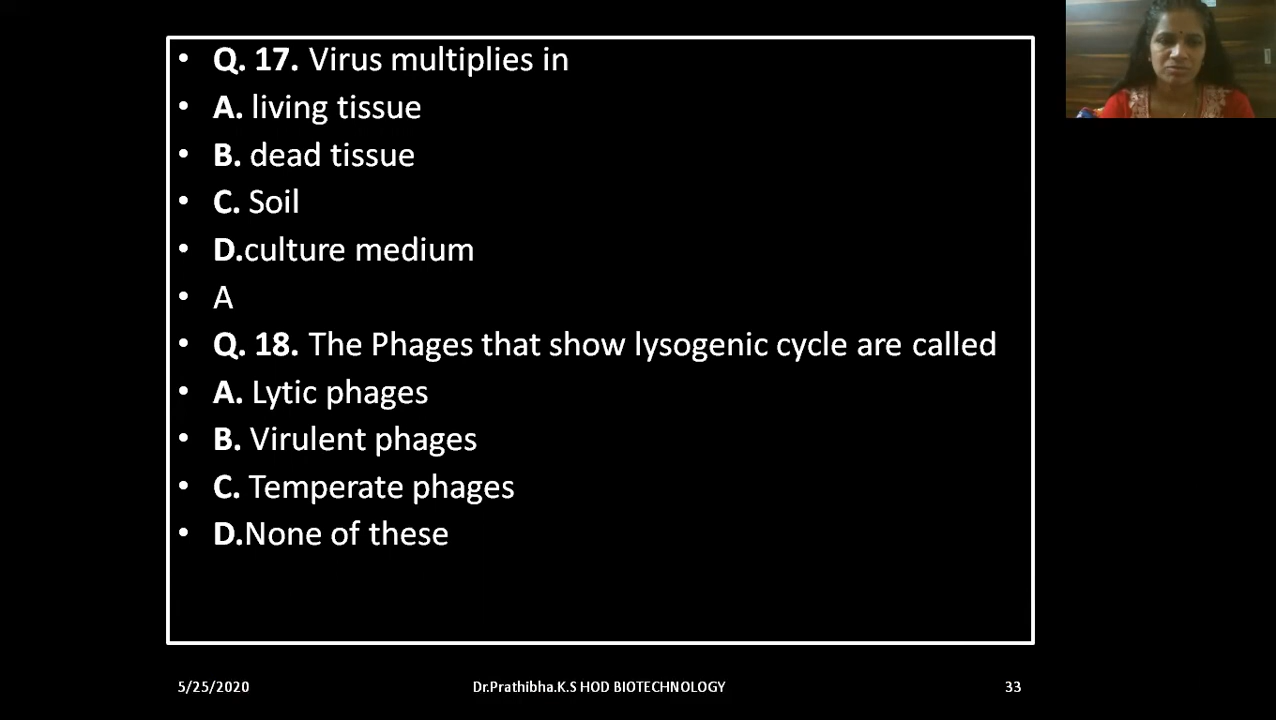 • Q. 17. Virus multiplies in
• A. living tissue
• B. dead tissue
• C. Soil
• D.culture medium
• A
• Q. 18. The Phages that show lysogenic cycle are called
• A. Lytic phages
• B. Virulent phages
• C. Temperate phages
• D.None of these
5/25/2020
Dr.Prathibha.K.S HOD BIOTECHNOLOGY
33